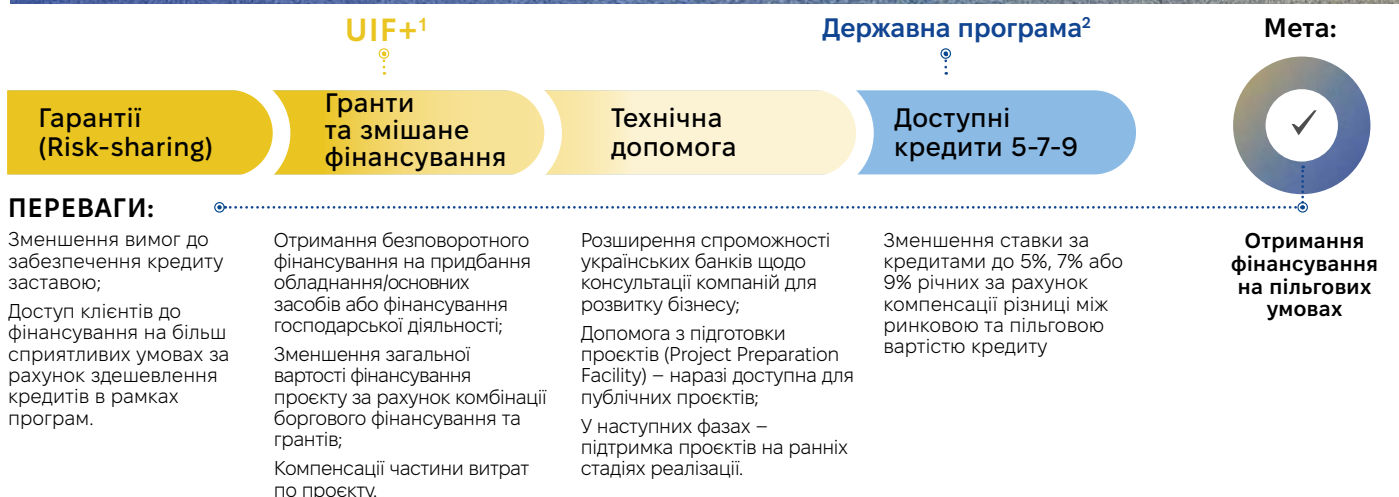 UIF+¹
Державна програма²
Мета:
Гарантії
(Risk-sharing)
Гранти
та змішане
фінансування
Технічна
допомога
Доступні
кредити 5-7-9
ПЕРЕВАГИ:
Зменшення вимог до
забезпечення кредиту
заставою;
Доступ клієнтів до
фінансування на більш
сприятливих умовах за
рахунок здешевлення
кредитів в рамках
програм.
Отримання безповоротного
фінансування на придбання
обладнання/основних
засобів або фінансування
господарської діяльності;
Зменшення загальної
вартості фінансування
проєкту за рахунок комбінації
боргового фінансування та
грантів;
Компенсації частини витрат
по проєкту.
Розширення спроможності
українських банків щодо
консультації компаній для
розвитку бізнесу;
Допомога з підготовки
проєктів (Project Preparation
Facility) – наразі доступна для
публічних проєктів;
У наступних фазах –
підтримка проєктів на ранніх
стадіях реалізації.
Зменшення ставки за
кредитами до 5%, 7% або
9% річних за рахунок
компенсації різниці між
ринковою та пільговою
вартістю кредиту
Отримання
фінансування
на пільгових
умовах